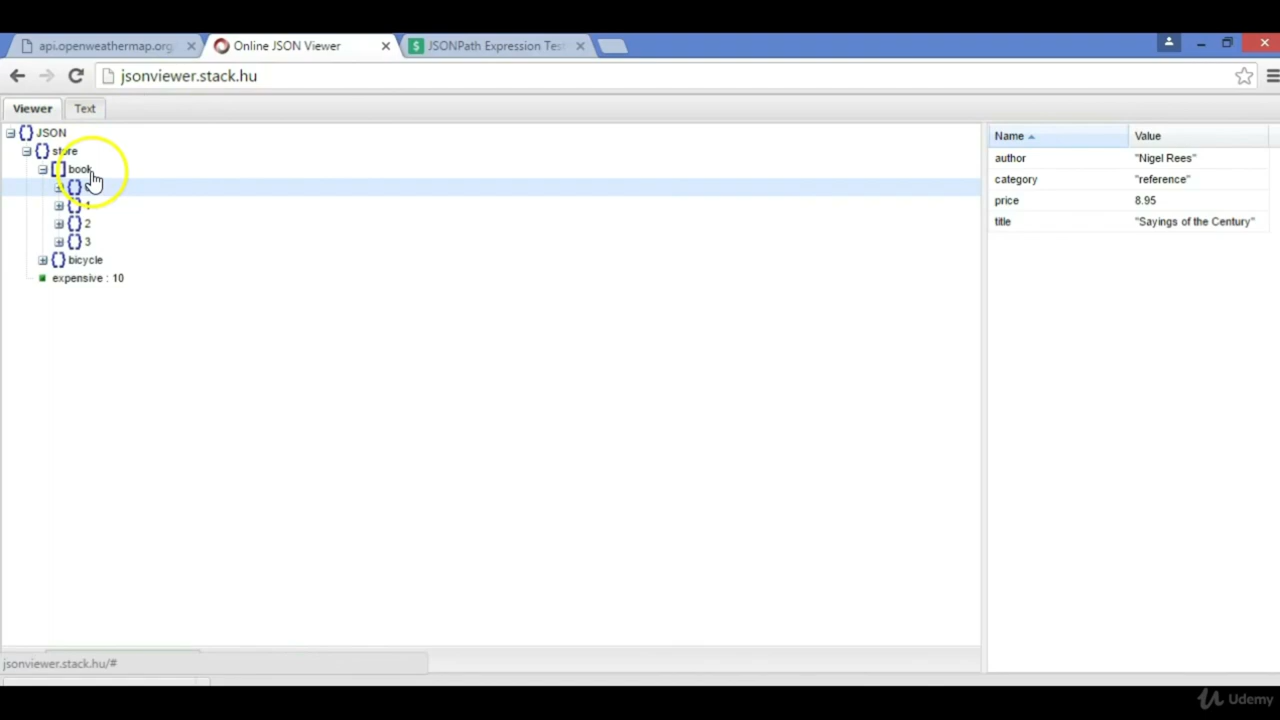 api.openweathermap.org
Online JSON Viewer
JSONPath Expression Test
jsonviewer.stack.hu
Viewer
Text
JSON
store
book
1
2
3
bicycle
expensive : 10
Name
Value
author
"Nigel Rees"
category
"reference"
price
8.95
title
"Sayings of the Century"
jsonviewer.stack.hu/#
Udemy